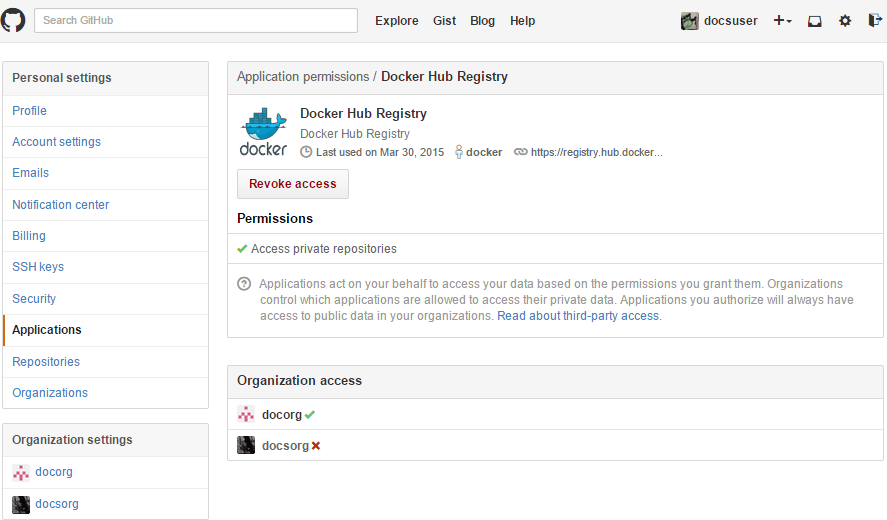 Search GitHub
Explore Gist Blog Help
docsuser
Personal settings
Profile
Account settings
Emails
Notification center
Billing
SSH keys
Security
Applications
Repositories
Organizations
Organization settings
docorg
docsorg
Application permissions / Docker Hub Registry
docker
Docker Hub Registry
Docker Hub Registry
Last used on Mar 30, 2015 docker https://registry.hub.docker...
Revoke access
Permissions
Access private repositories
Applications act on your behalf to access your data based on the permissions you grant them. Organizations
control which applications are allowed to access their private data. Applications you authorize will always have
access to public data in your organizations. Read about third-party access.
Organization access
docorg
docsorg